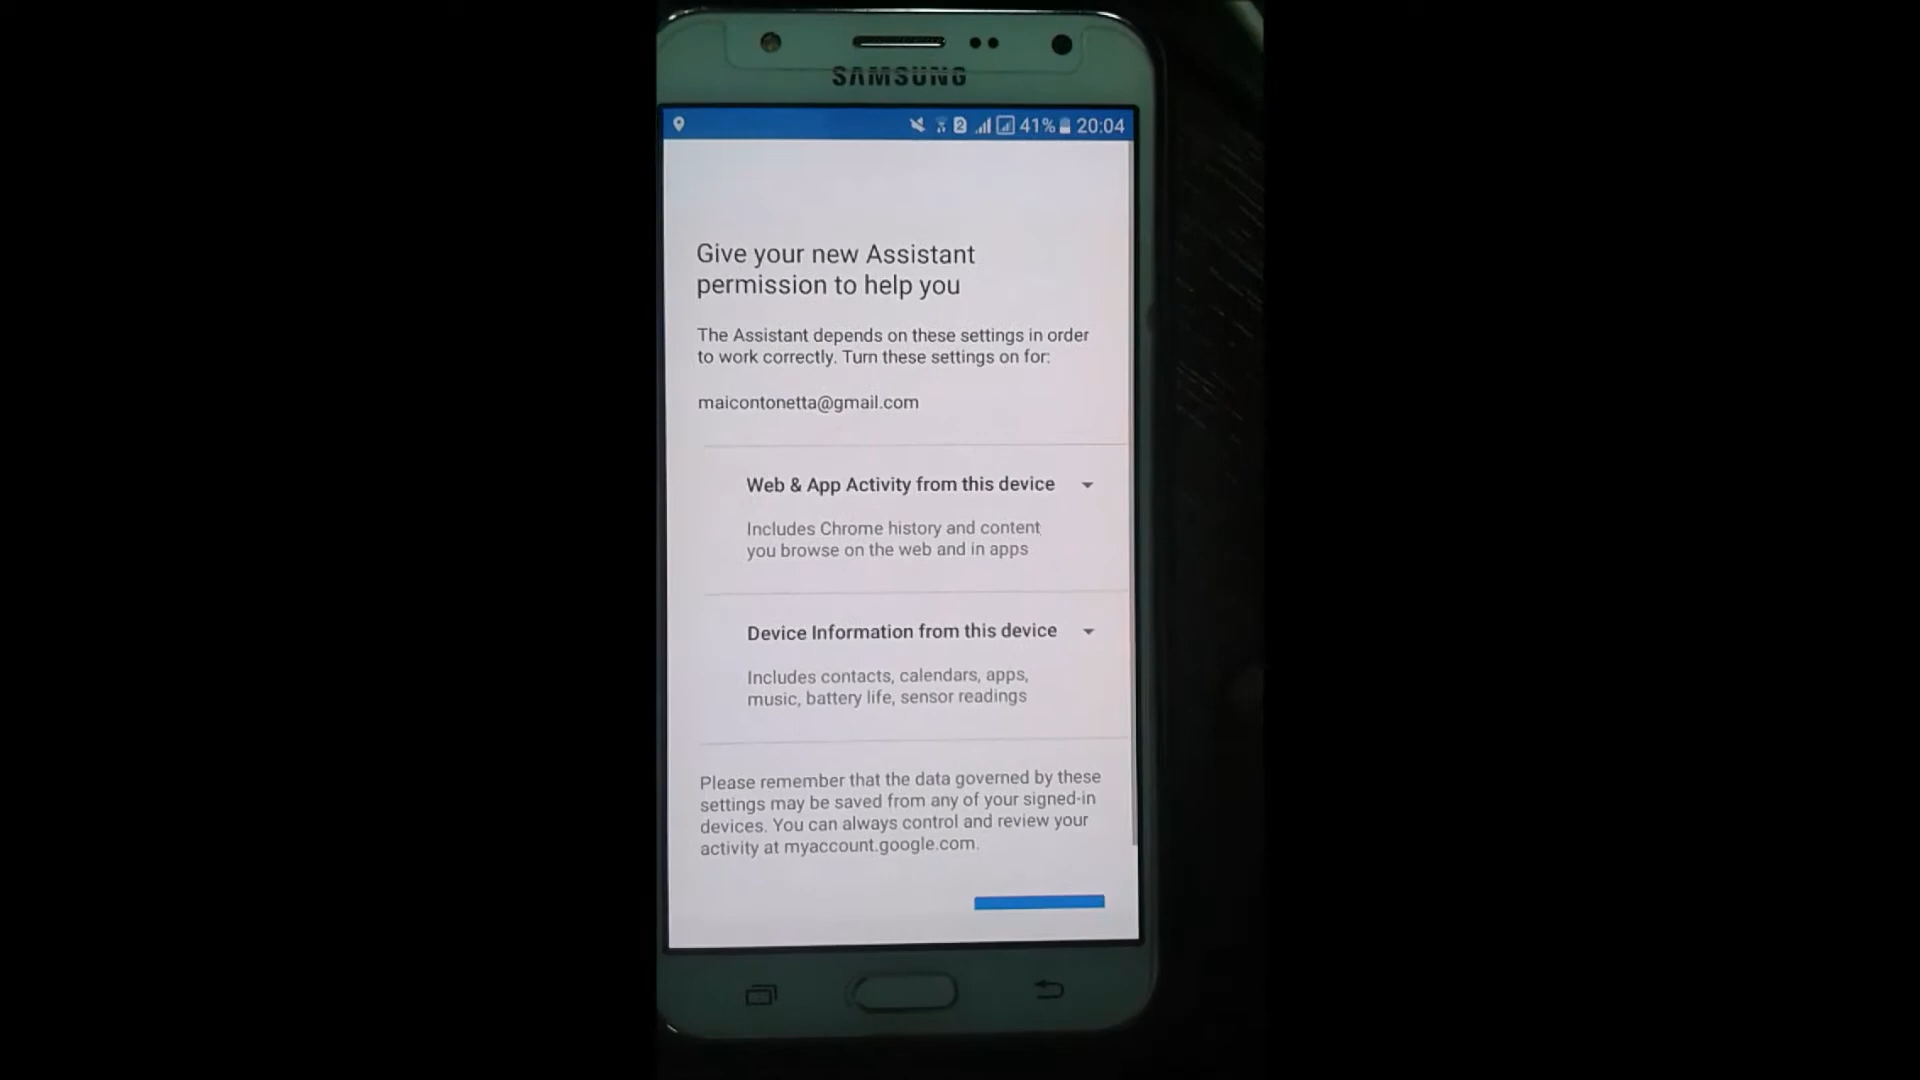 SAMSUNG
2 41% 20:04
Give your new Assistant
permission to help you
The Assistant depends on these settings in order
to work correctly. Turn these settings on for:
maicontonetta@gmail.com
Web & App Activity from this device
Includes Chrome history and content
you browse on the web and in apps
Device Information from this device
Includes contacts, calendars, apps,
music, battery life, sensor readings
Please remember that the data governed by these
settings may be saved from any of your signed-in
devices. You can always control and review your
activity at myaccount.google.com.